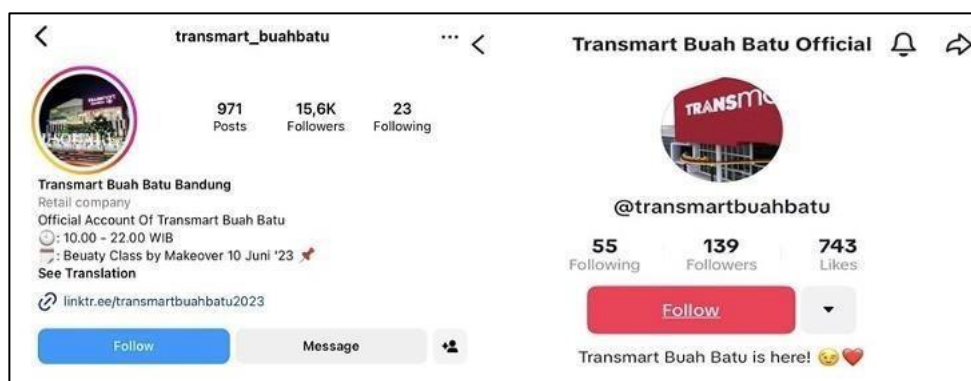 transmart_buahbatu
971 15,6K 23
Posts Followers Following
Transmart Buah Batu Bandung
Retail company
Official Account Of Transmart Buah Batu
: 10.00 - 22.00 WIB
: Beuaty Class by Makeover 10 Juni '23
See Translation
linktr.ee/transmartbuahbatu2023
Follow Message
Transmart Buah Batu Official
TRANSM
@transmartbuahbatu
55 139 743
Following Followers Likes
Follow
Transmart Buah Batu is here! 😉❤️